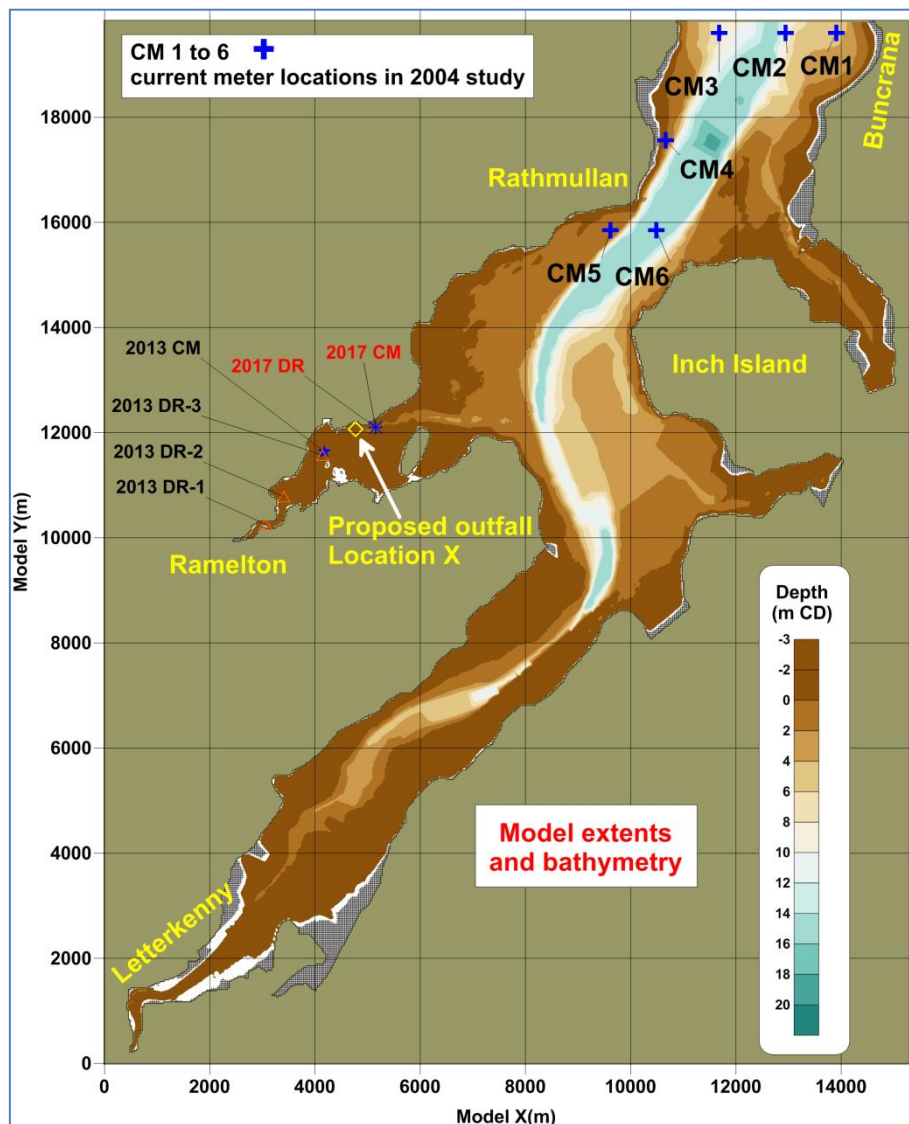 CM 1 to 6
current meter locations in 2004 study
CM3
CM2
CM1
Buncrana
CM4
Rathmullan
CM5
CM6
2013 CM
2017 DR
2017 CM
Inch Island
2013 DR-3
2013 DR-2
2013 DR-1
Proposed outfall
Location X
Ramelton
Depth
(m CD)
-3
-2
0
2
4
6
8
10
12
14
16
18
20
Model extents
and bathymetry
Letterkenny
18000
16000
14000
12000
10000
8000
6000
4000
2000
0
Model Y(m)
0
2000
4000
6000
8000
10000
12000
14000
Model X(m)